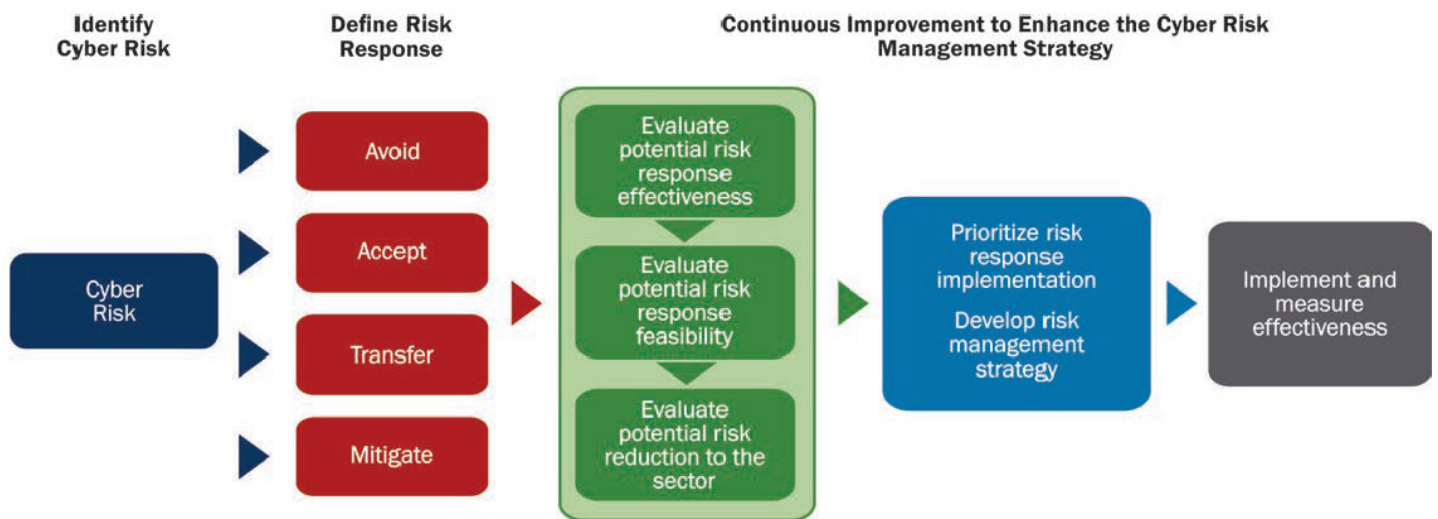 Identify
Cyber Risk
Define Risk
Response
Continuous Improvement to Enhance the Cyber Risk
Management Strategy
Cyber
Risk
Avoid
Accept
Transfer
Mitigate
Evaluate
potential risk
response
effectiveness
Evaluate
potential risk
response
feasibility
Evaluate
potential risk
reduction to the
sector
Prioritize risk
response
implementation
Develop risk
management
strategy
Implement and
measure
effectiveness